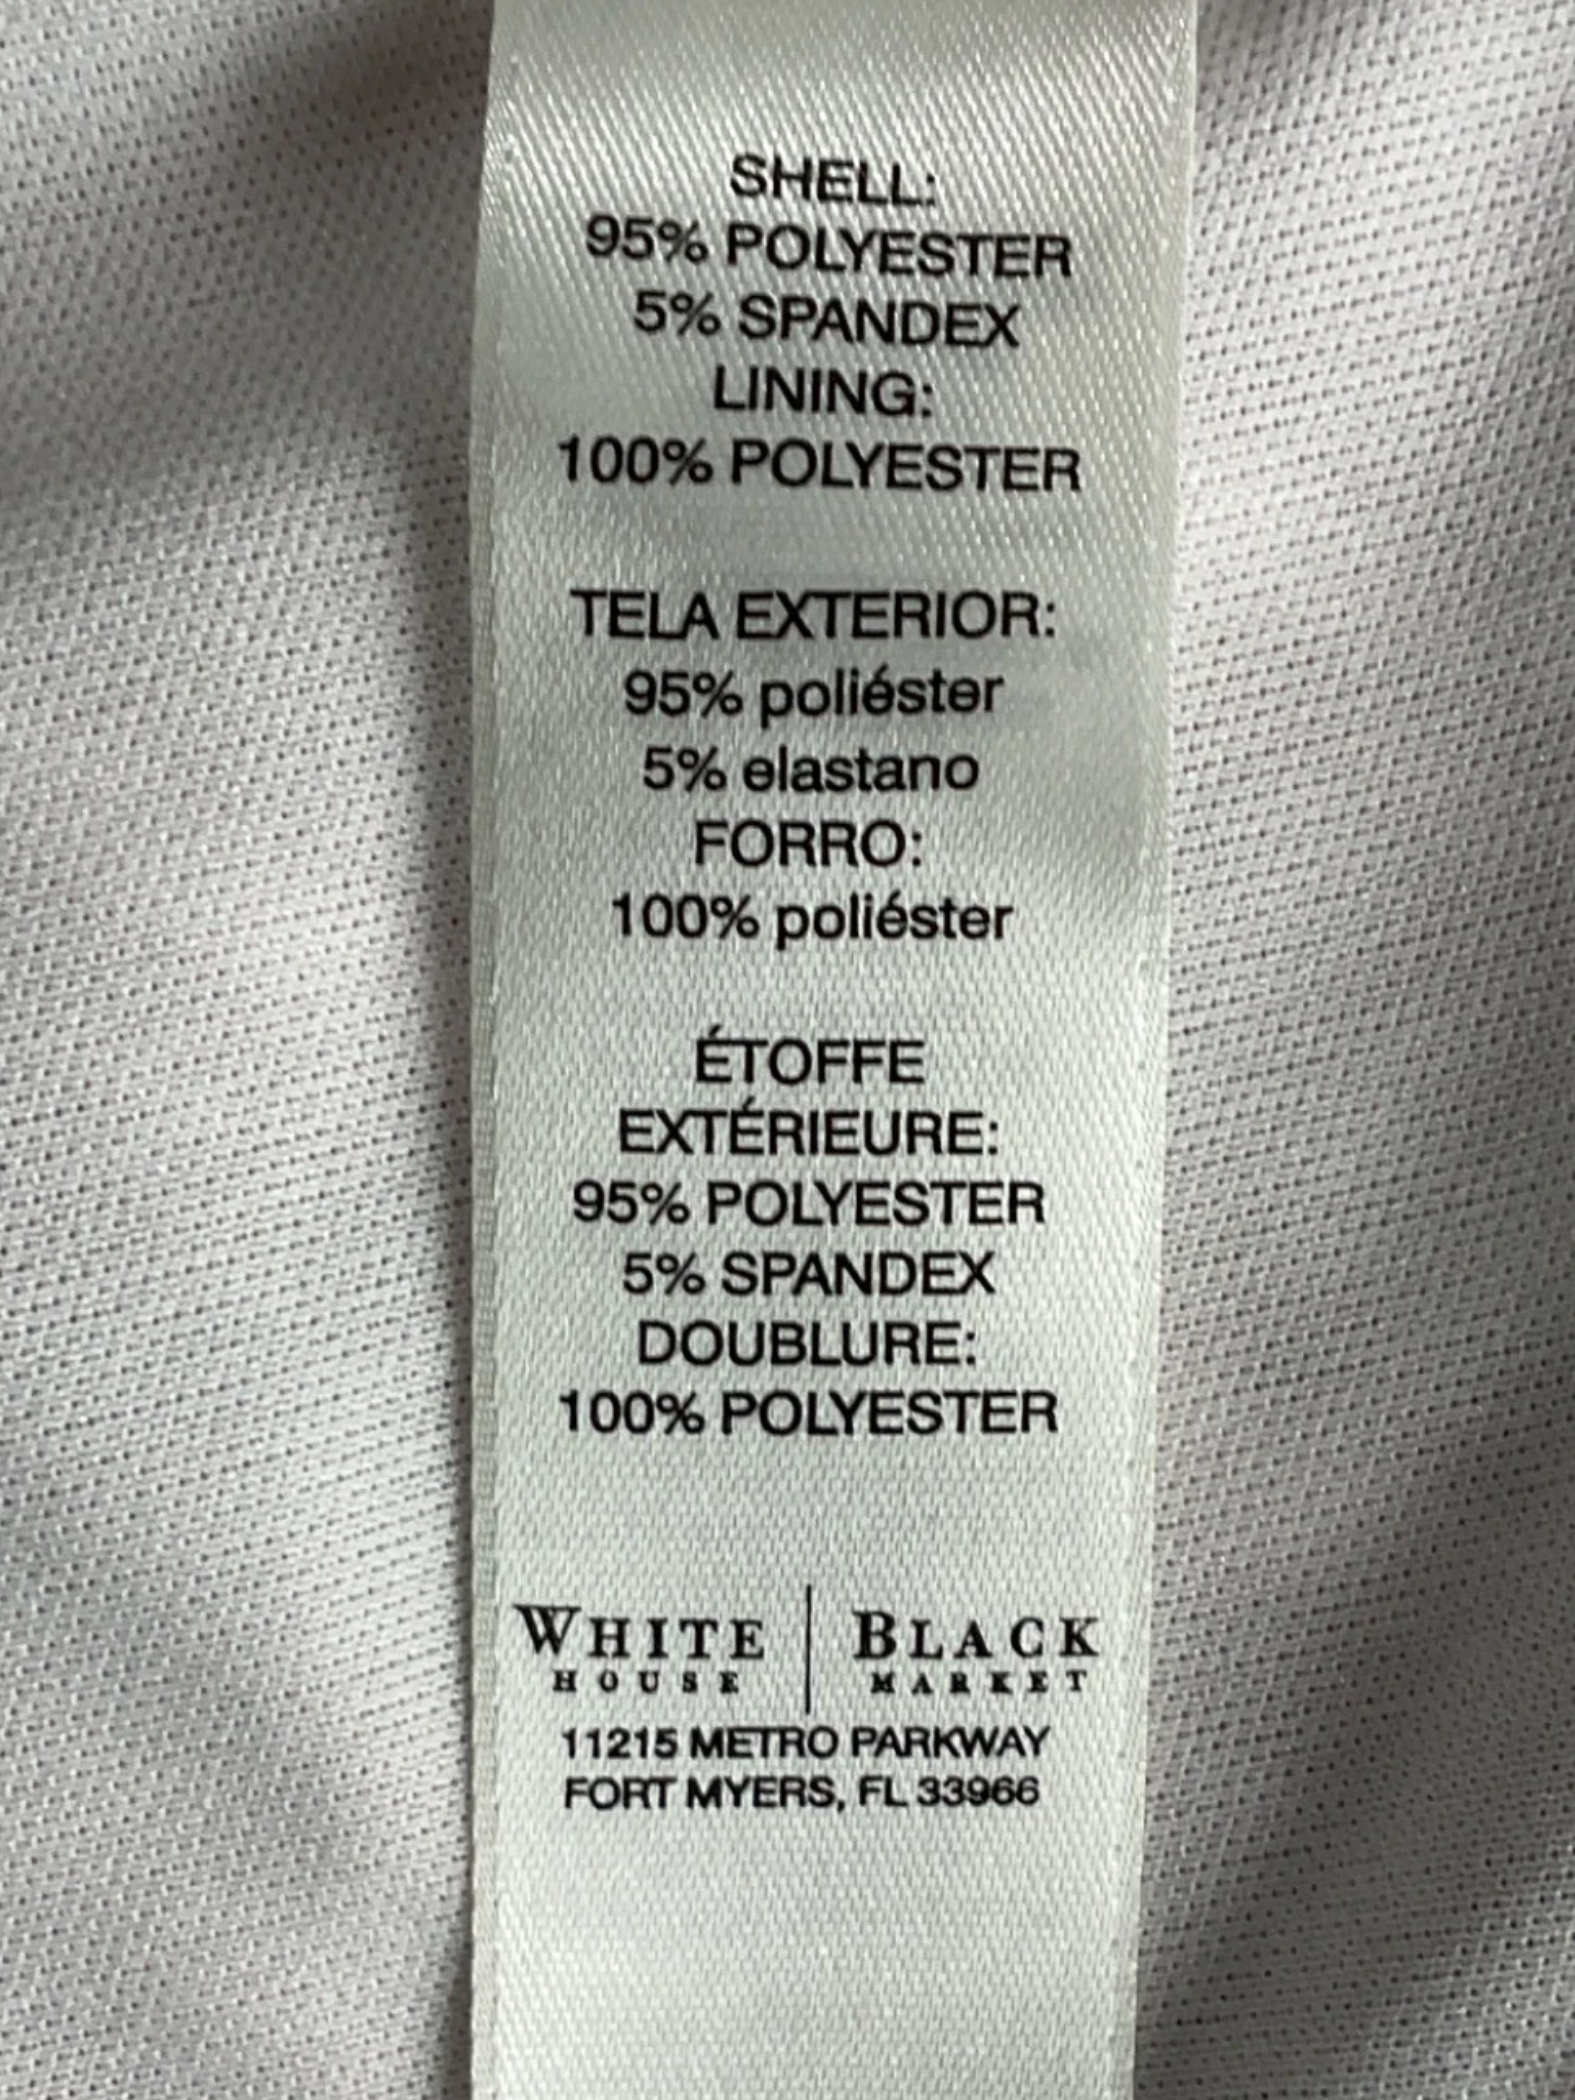 SHELL:
95% POLYESTER
5% SPANDEX
LINING:
100% POLYESTER
TELA EXTERIOR:
95% poliéster
5% elastano
FORRO:
100% poliéster
ÉTOFFE
EXTÉRIEURE:
95% POLYESTER
5% SPANDEX
DOUBLURE:
100% POLYESTER
WHITE | BLACK
HOUSE MARKET
11215 METRO PARKWAY
FORT MYERS, FL 33966